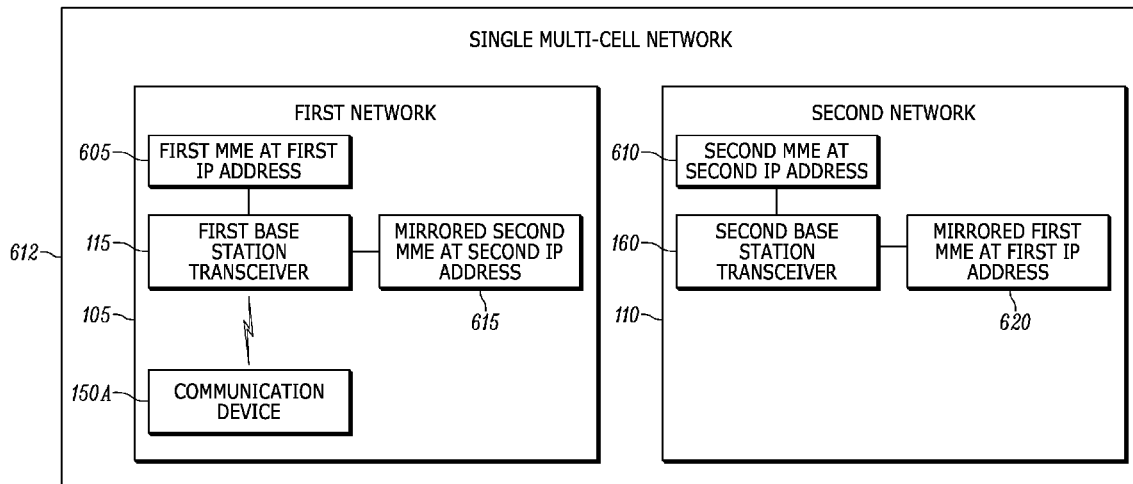 SINGLE MULTI-CELL NETWORK
FIRST NETWORK
605
FIRST MME AT FIRST
IP ADDRESS
115
FIRST BASE
STATION
TRANSCEIVER
MIRRORED SECOND
MME AT SECOND IP
ADDRESS
612
105
615
150A
COMMUNICATION
DEVICE
SECOND NETWORK
610
SECOND MME AT
SECOND IP ADDRESS
160
SECOND BASE
STATION
TRANSCEIVER
MIRRORED FIRST
MME AT FIRST IP
ADDRESS
110
620